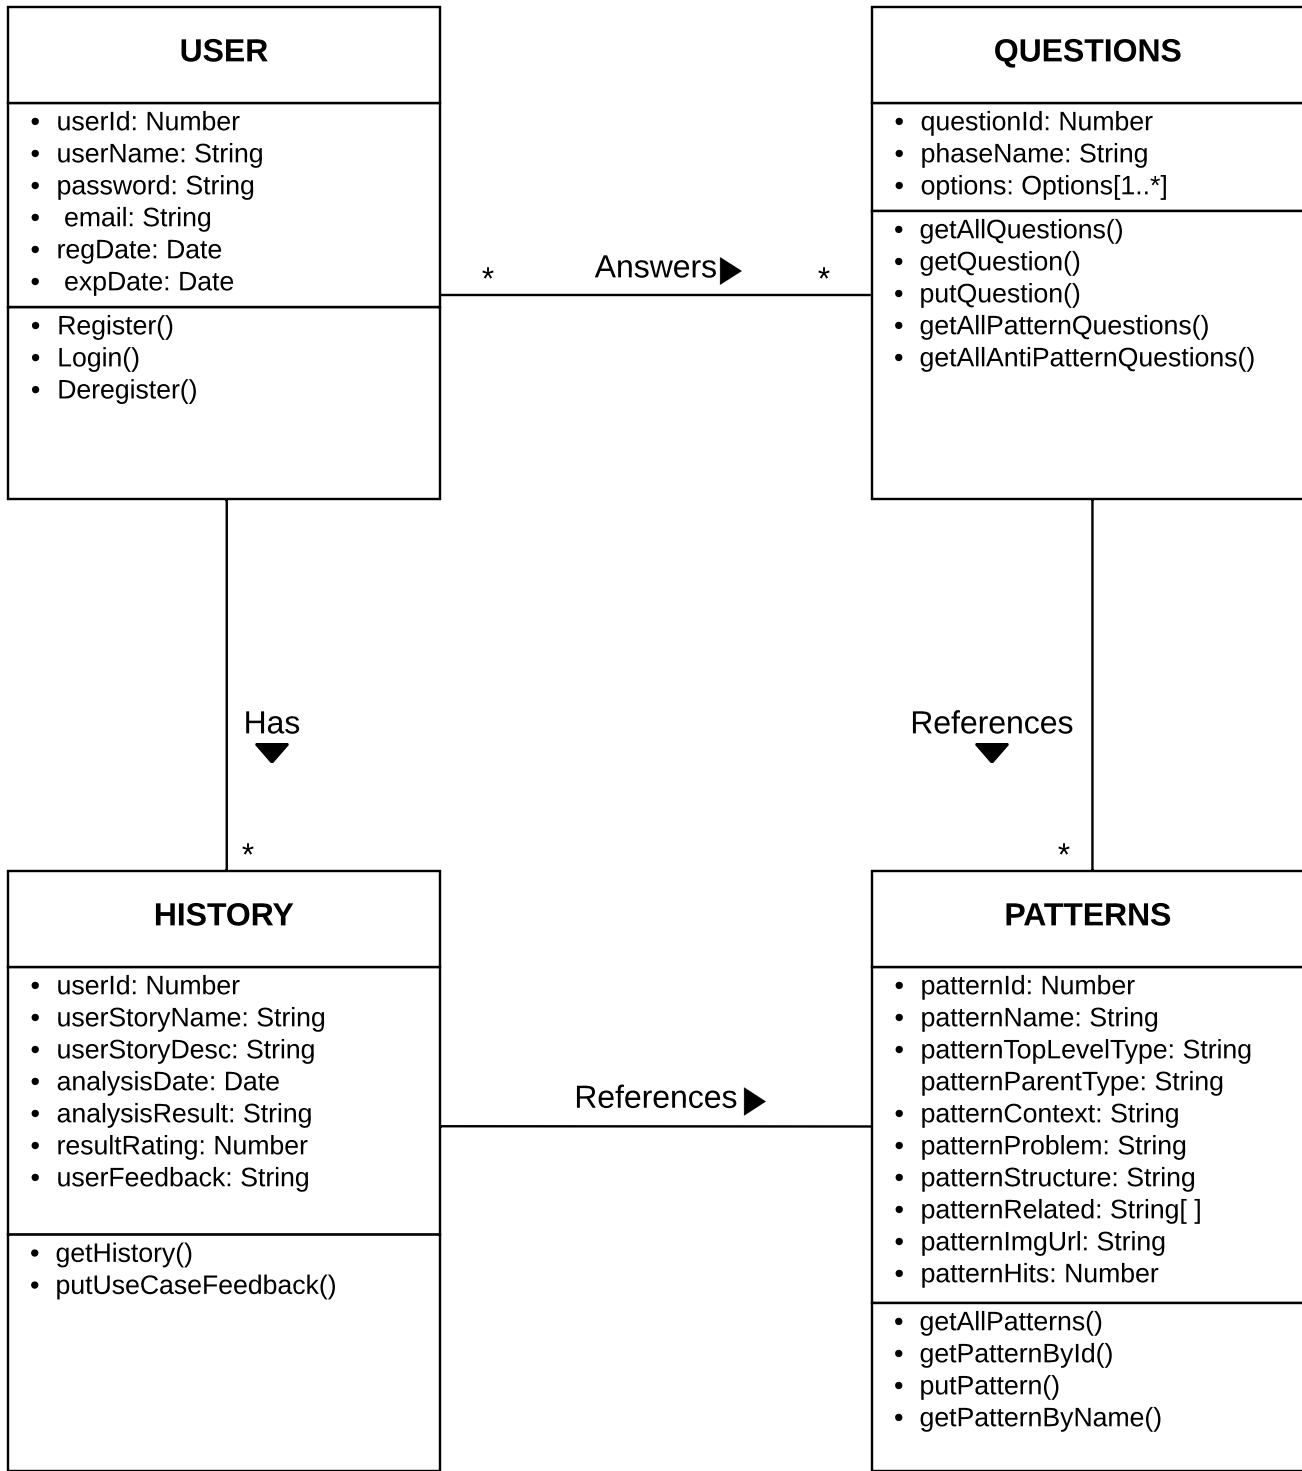 USER
• userId: Number
• userName: String
• password: String
• email: String
• regDate: Date
• expDate: Date
• Register()
• Login()
• Deregister()
* Answers *
QUESTIONS
• questionId: Number
• phaseName: String
• options: Options[1..*]
• getAllQuestions()
• getQuestion()
• putQuestion()
• getAllPatternQuestions()
• getAllAntiPatternQuestions()
Has
*
References
*
HISTORY
• userId: Number
• userStoryName: String
• userStoryDesc: String
• analysisDate: Date
• analysisResult: String
• resultRating: Number
• userFeedback: String
• getHistory()
• putUseCaseFeedback()
References
PATTERNS
• patternId: Number
• patternName: String
• patternTopLevelType: String
patternParentType: String
• patternContext: String
• patternProblem: String
• patternStructure: String
• patternRelated: String[ ]
• patternImgUrl: String
• patternHits: Number
• getAllPatterns()
• getPatternById()
• putPattern()
• getPatternByName()